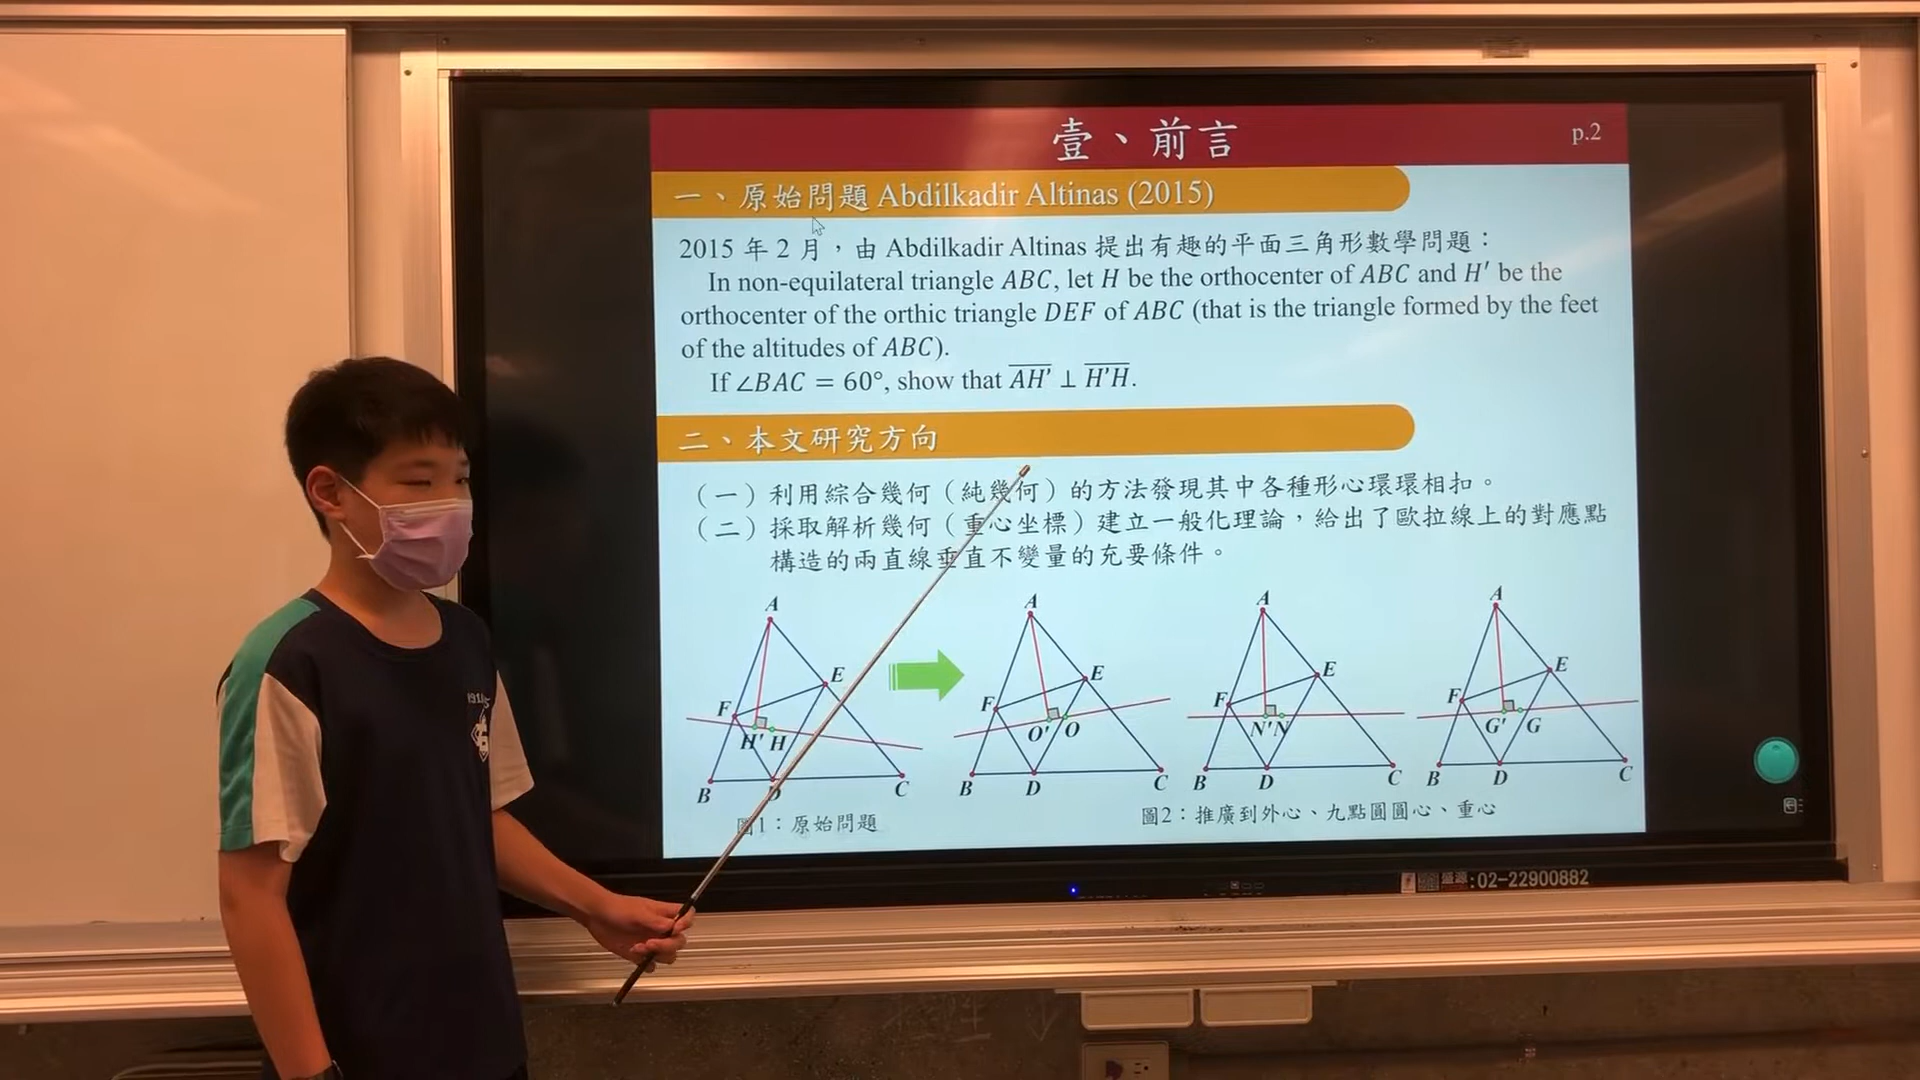 壹、前言
p.2
一、原始問題 Abdilkadir Altinas (2015)
2015 年 2 月，由 Abdilkadir Altinas 提出有趣的平面三角形數學問題：
In non-equilateral triangle ABC, let H be the orthocenter of ABC and H′ be the
orthocenter of the orthic triangle DEF of ABC (that is the triangle formed by the feet
of the altitudes of ABC).
If ∠BAC = 60°, show that A̅H̅′ ⊥ H̅′H̅.
二、本文研究方向
（一）利用綜合幾何（純幾何）的方法發現其中各種形心環環相扣。
（二）採取解析幾何（重心坐標）建立一般化理論，給出了歐拉線上的對應點
構造的兩直線垂直不變量的充要條件。
A
E
F
H′ H
B
D
C
A
E
F
O′ O
B
D
C
A
E
F
N′ N
B
D
C
A
E
F
G′ G
B
D
C
圖1：原始問題
圖2：推廣到外心、九點圓圓心、重心
盛源:02-22900882